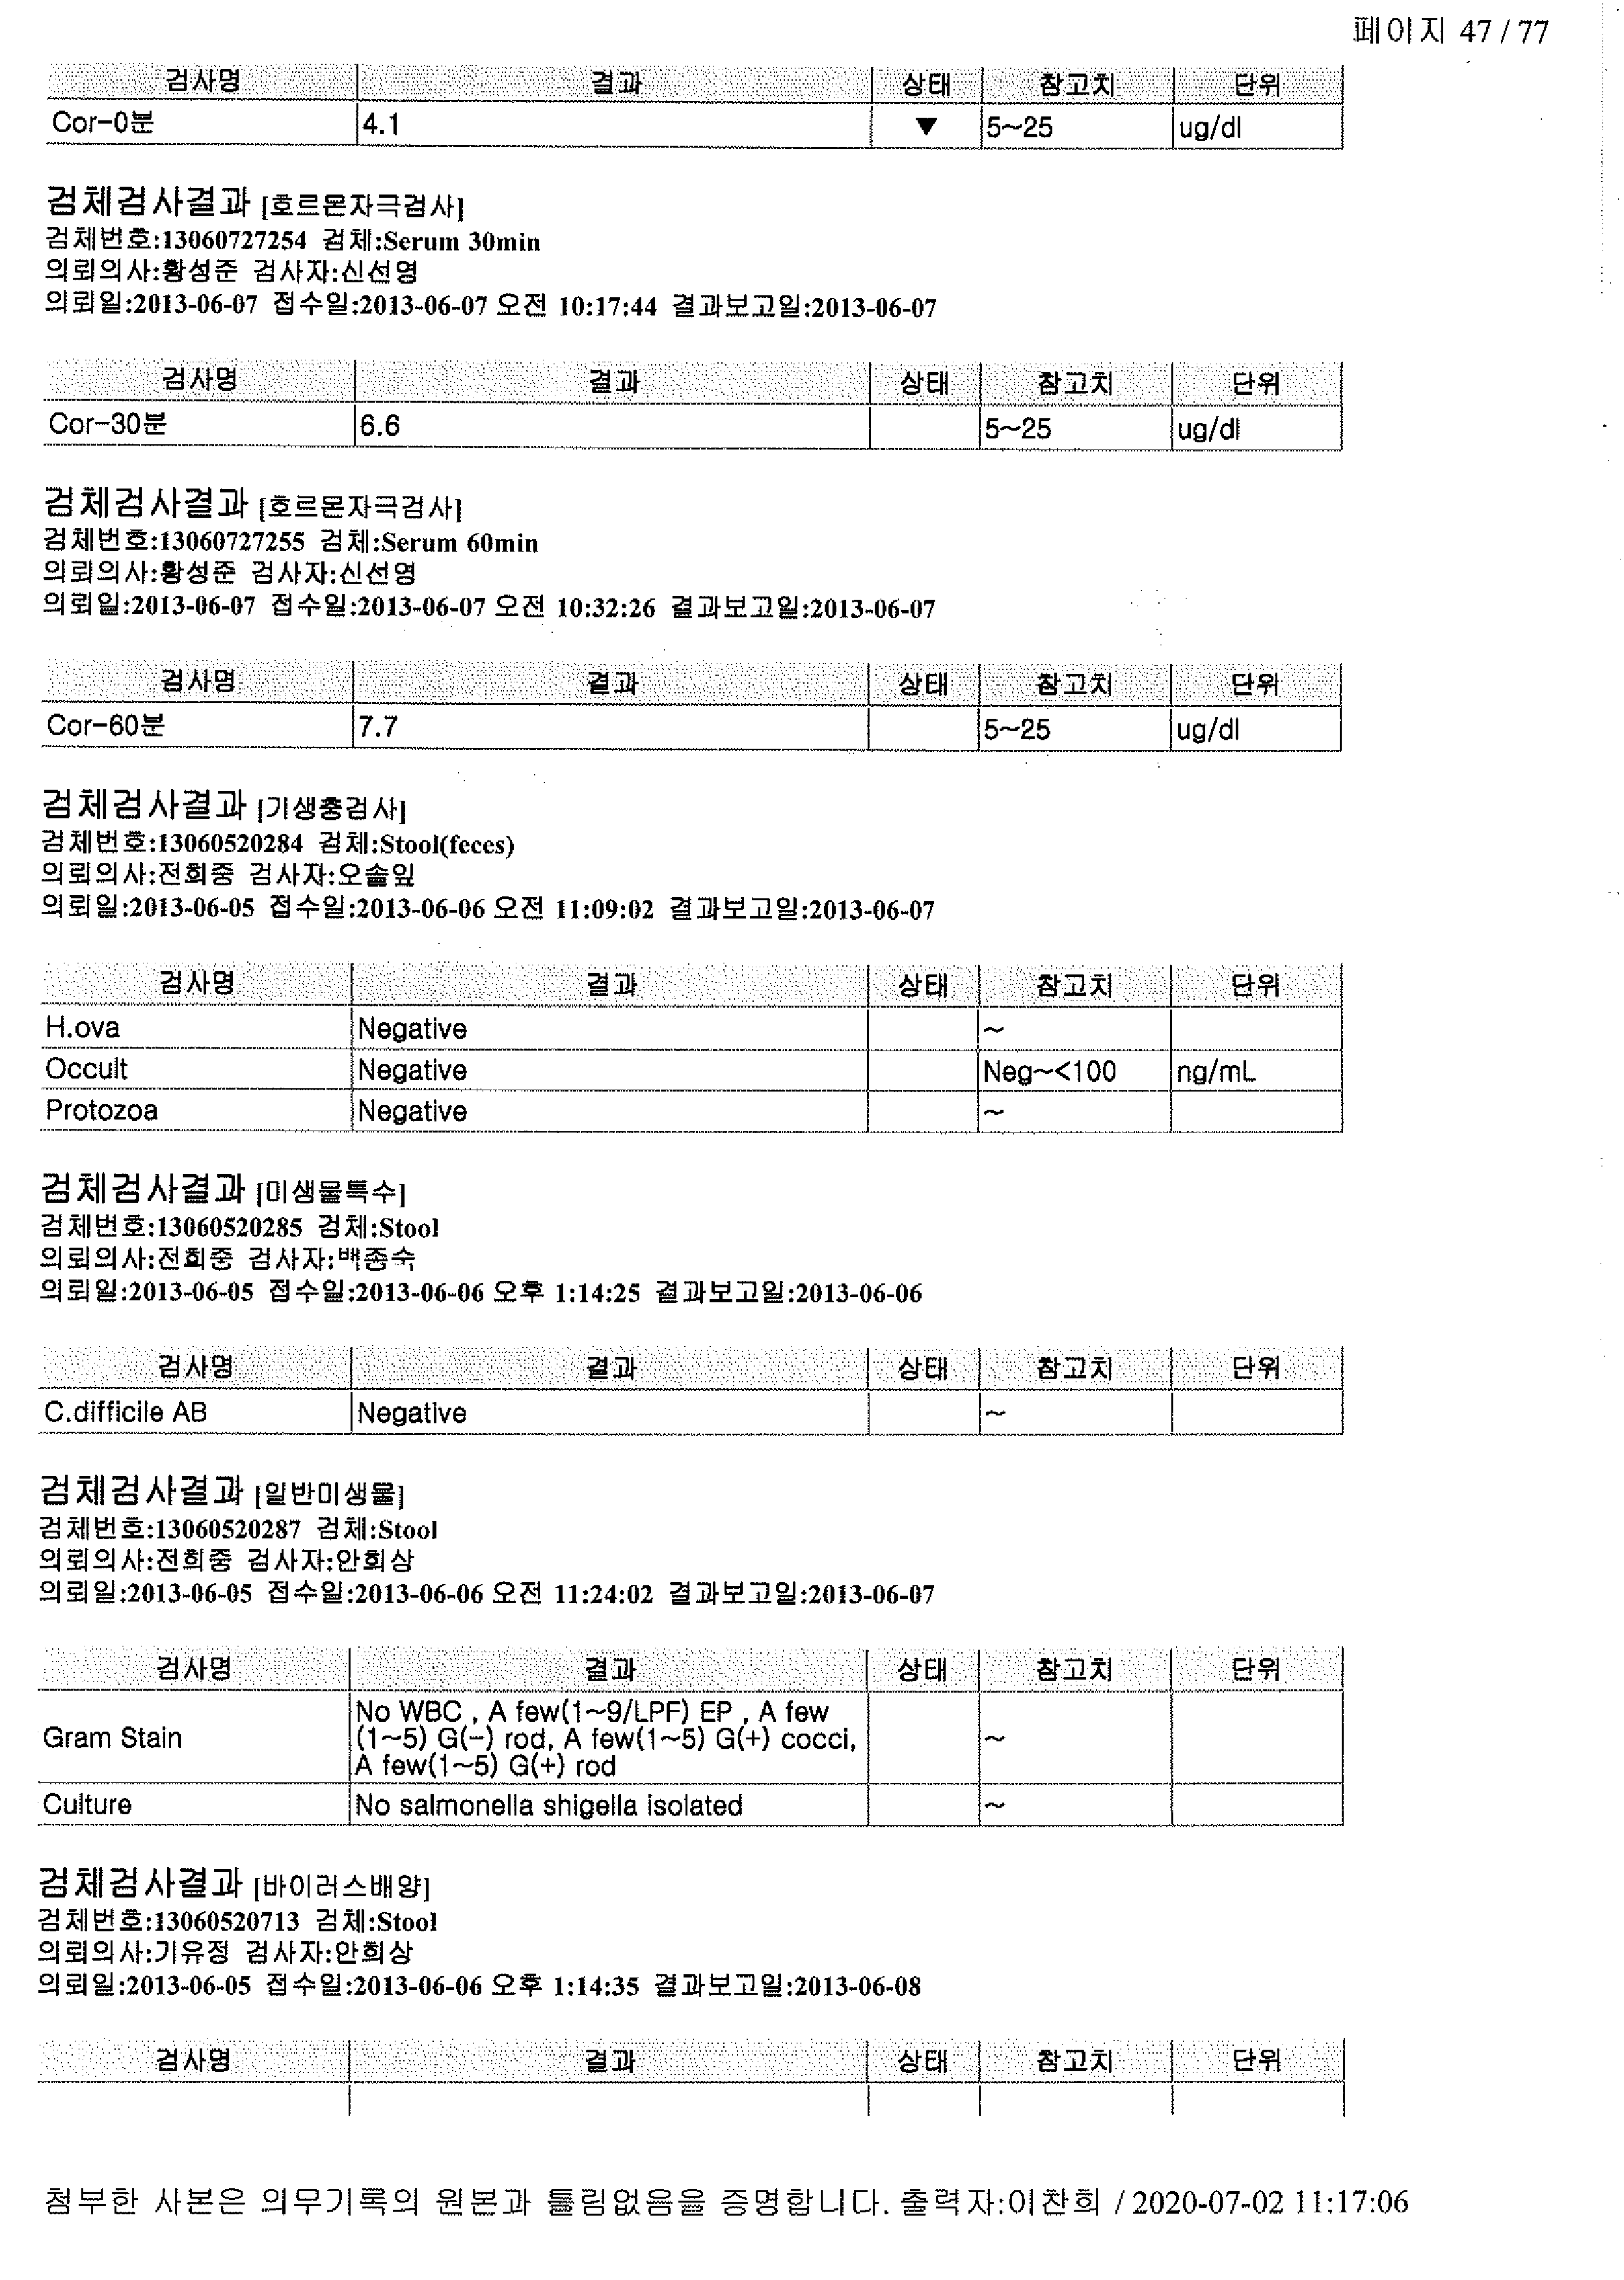 페이지 47 / 77
검사명 결과 상태 참고치 단위
Cor-0분 4.1 ▼ 5~25 ug/dl
검체검사결과 [호르몬자극검사]
검체번호:13060727254 검체:Serum 30min
의뢰의사:황성준 검사자:신선영
의뢰일:2013-06-07 접수일:2013-06-07 오전 10:17:44 결과보고일:2013-06-07
검사명 결과 상태 참고치 단위
Cor-30분 6.6 5~25 ug/dl
검체검사결과 [호르몬자극검사]
검체번호:13060727255 검체:Serum 60min
의뢰의사:황성준 검사자:신선영
의뢰일:2013-06-07 접수일:2013-06-07 오전 10:32:26 결과보고일:2013-06-07
검사명 결과 상태 참고치 단위
Cor-60분 7.7 5~25 ug/dl
검체검사결과 [기생충검사]
검체번호:13060520284 검체:Stool(feces)
의뢰의사:전희중 검사자:오솔잎
의뢰일:2013-06-05 접수일:2013-06-06 오전 11:09:02 결과보고일:2013-06-07
검사명 결과 상태 참고치 단위
H.ova Negative ~
Occult Negative Neg~<100 ng/mL
Protozoa Negative ~
검체검사결과 [미생물특수]
검체번호:13060520285 검체:Stool
의뢰의사:전희중 검사자:백종숙
의뢰일:2013-06-05 접수일:2013-06-06 오후 1:14:25 결과보고일:2013-06-06
검사명 결과 상태 참고치 단위
C.difficile AB Negative ~
검체검사결과 [일반미생물]
검체번호:13060520287 검체:Stool
의뢰의사:전희중 검사자:안희상
의뢰일:2013-06-05 접수일:2013-06-06 오전 11:24:02 결과보고일:2013-06-07
검사명 결과 상태 참고치 단위
No WBC , A few(1~9/LPF) EP , A few
Gram Stain (1~5) G(-) rod, A few(1~5) G(+) cocci, ~
A few(1~5) G(+) rod
Culture No salmonella shigella isolated ~
검체검사결과 [바이러스배양]
검체번호:13060520713 검체:Stool
의뢰의사:기유정 검사자:안희상
의뢰일:2013-06-05 접수일:2013-06-06 오후 1:14:35 결과보고일:2013-06-08
검사명 결과 상태 참고치 단위
첨부한 사본은 의무기록의 원본과 틀림없음을 증명합니다. 출력자:이찬희 / 2020-07-02 11:17:06